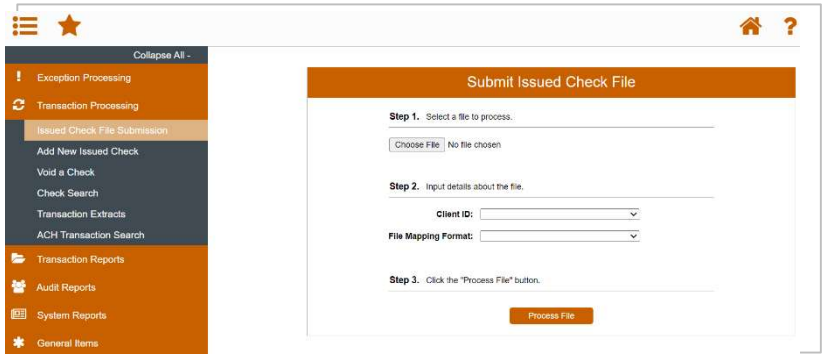 ?
Collapse All -
! Exception Processing
Transaction Processing
Issued Check File Submission
Add New Issued Check
Void a Check
Check Search
Transaction Extracts
ACH Transaction Search
Transaction Reports
Audit Reports
System Reports
General Items
Submit Issued Check File
Step 1. Select a file to process.
Choose File No file chosen
Step 2. Input details about the file.
Client ID:
File Mapping Format:
Step 3. Click the "Process File" button.
Process File